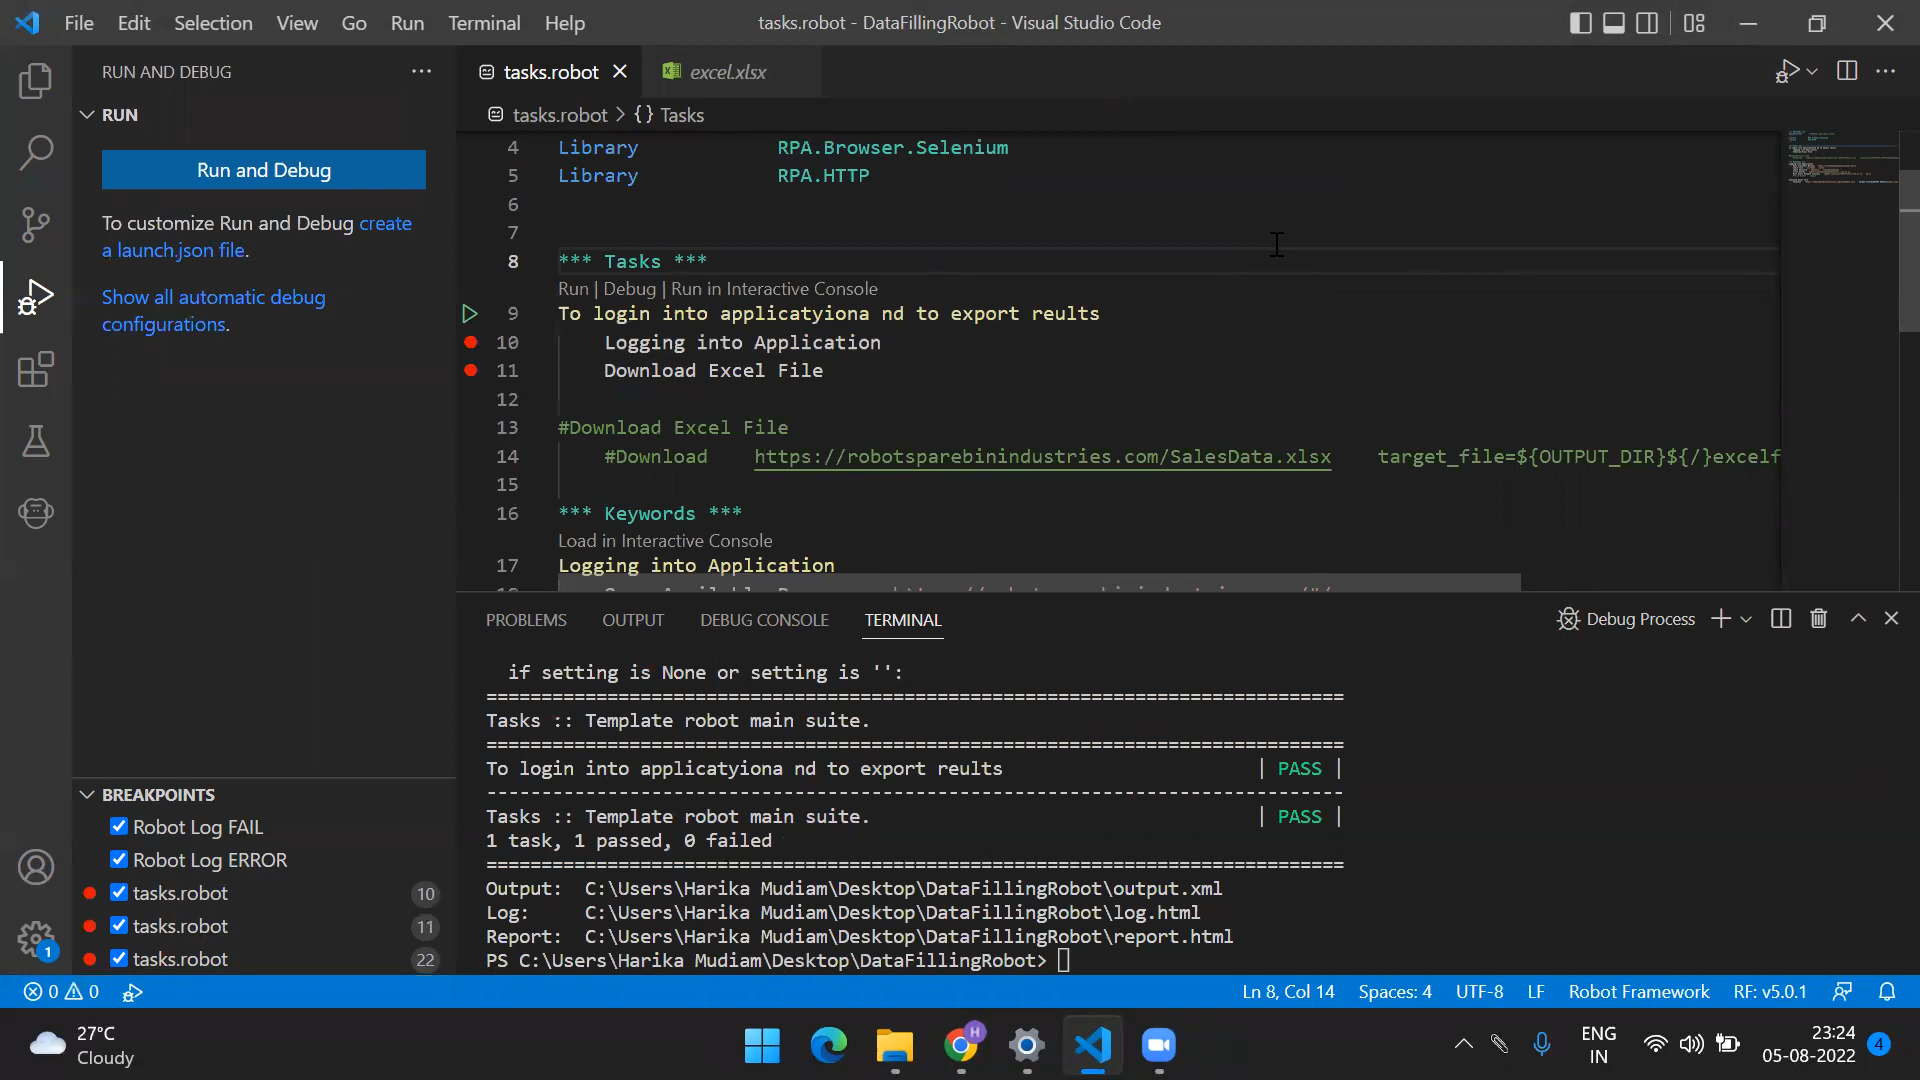 File Edit Selection View Go Run Terminal Help
tasks.robot - DataFillingRobot - Visual Studio Code
RUN AND DEBUG
RUN
Run and Debug
To customize Run and Debug create
a launch.json file.
Show all automatic debug
configurations.
BREAKPOINTS
Robot Log FAIL
Robot Log ERROR
tasks.robot 10
tasks.robot 11
tasks.robot 22
tasks.robot excel.xlsx
tasks.robot > {} Tasks
4 Library RPA.Browser.Selenium
5 Library RPA.HTTP
6
7
8 *** Tasks ***
Run | Debug | Run in Interactive Console
9 To login into applicatyiona nd to export reults
10 Logging into Application
11 Download Excel File
12
13 #Download Excel File
14 #Download https://robotsparebinindustries.com/SalesData.xlsx target_file=${OUTPUT_DIR}${/}excelf
15
16 *** Keywords ***
Load in Interactive Console
17 Logging into Application
PROBLEMS OUTPUT DEBUG CONSOLE TERMINAL
Debug Process
if setting is None or setting is '':
==============================================================================
Tasks :: Template robot main suite.
==============================================================================
To login into applicatyiona nd to export reults | PASS |
------------------------------------------------------------------------------
Tasks :: Template robot main suite. | PASS |
1 task, 1 passed, 0 failed
==============================================================================
Output: C:\Users\Harika Mudiam\Desktop\DataFillingRobot\output.xml
Log: C:\Users\Harika Mudiam\Desktop\DataFillingRobot\log.html
Report: C:\Users\Harika Mudiam\Desktop\DataFillingRobot\report.html
PS C:\Users\Harika Mudiam\Desktop\DataFillingRobot>
1
0 0
Ln 8, Col 14 Spaces: 4 UTF-8 LF Robot Framework RF: v5.0.1
27°C
Cloudy
H
ENG
IN
23:24
05-08-2022
4